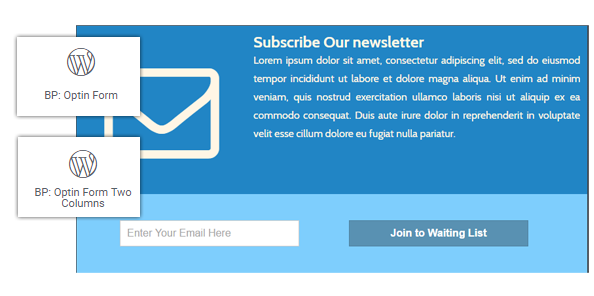 BP: Optin Form
BP: Optin Form Two
Columns
Subscribe Our newsletter
Lorem ipsum dolor sit amet, consectetur adipiscing elit, sed do eiusmod
tempor incididunt ut labore et dolore magna aliqua. Ut enim ad minim
veniam, quis nostrud exercitation ullamco laboris nisi ut aliquip ex ea
commodo consequat. Duis aute irure dolor in reprehenderit in voluptate
velit esse cillum dolore eu fugiat nulla pariatur.
Enter Your Email Here
Join to Waiting List